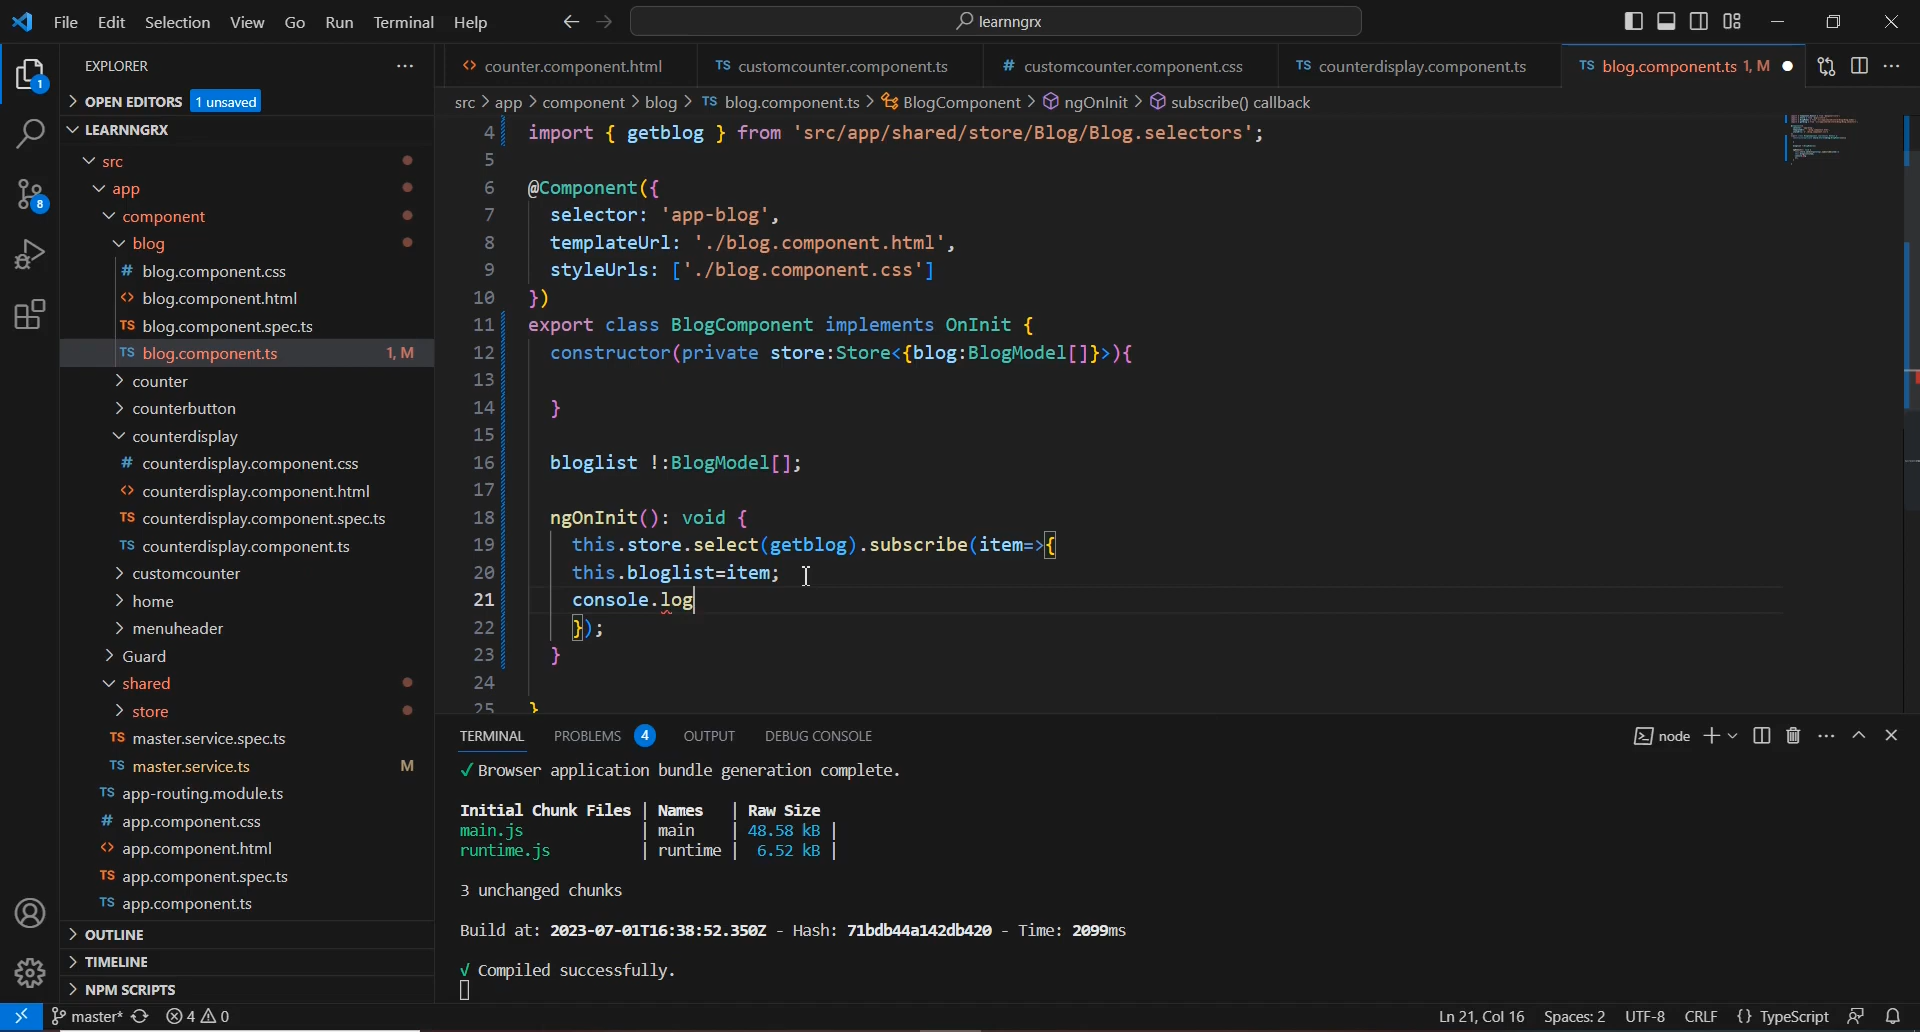 File Edit Selection View Go Run Terminal Help
learnngrx
EXPLORER
OPEN EDITORS 1 unsaved
LEARNNGRX
src
app
component
blog
# blog.component.css
<> blog.component.html
TS blog.component.spec.ts
TS blog.component.ts 1, M
counter
counterbutton
counterdisplay
# counterdisplay.component.css
<> counterdisplay.component.html
TS counterdisplay.component.spec.ts
TS counterdisplay.component.ts
customcounter
home
menuheader
Guard
shared
store
TS master.service.spec.ts
TS master.service.ts M
TS app-routing.module.ts
# app.component.css
<> app.component.html
TS app.component.spec.ts
TS app.component.ts
OUTLINE
TIMELINE
NPM SCRIPTS
1
8
<> counter.component.html TS customcounter.component.ts # customcounter.component.css TS counterdisplay.component.ts TS blog.component.ts 1, M
src > app > component > blog > TS blog.component.ts > BlogComponent > ngOnInit > subscribe() callback
4 import { getblog } from 'src/app/shared/store/Blog/Blog.selectors';
5
6 @Component({
7 selector: 'app-blog',
8 templateUrl: './blog.component.html',
9 styleUrls: ['./blog.component.css']
10 })
11 export class BlogComponent implements OnInit {
12 constructor(private store:Store<{blog:BlogModel[]}>){
13
14 }
15
16 bloglist !:BlogModel[];
17
18 ngOnInit(): void {
19 this.store.select(getblog).subscribe(item=>{
20 this.bloglist=item;
21 console.log
22 });
23 }
24
25 }
TERMINAL PROBLEMS 4 OUTPUT DEBUG CONSOLE node
√ Browser application bundle generation complete.
Initial Chunk Files | Names | Raw Size
main.js | main | 48.58 kB |
runtime.js | runtime | 6.52 kB |
3 unchanged chunks
Build at: 2023-07-01T16:38:52.350Z - Hash: 71bdb44a142db420 - Time: 2099ms
√ Compiled successfully.
master* 4 0 Ln 21, Col 16 Spaces: 2 UTF-8 CRLF {} TypeScript